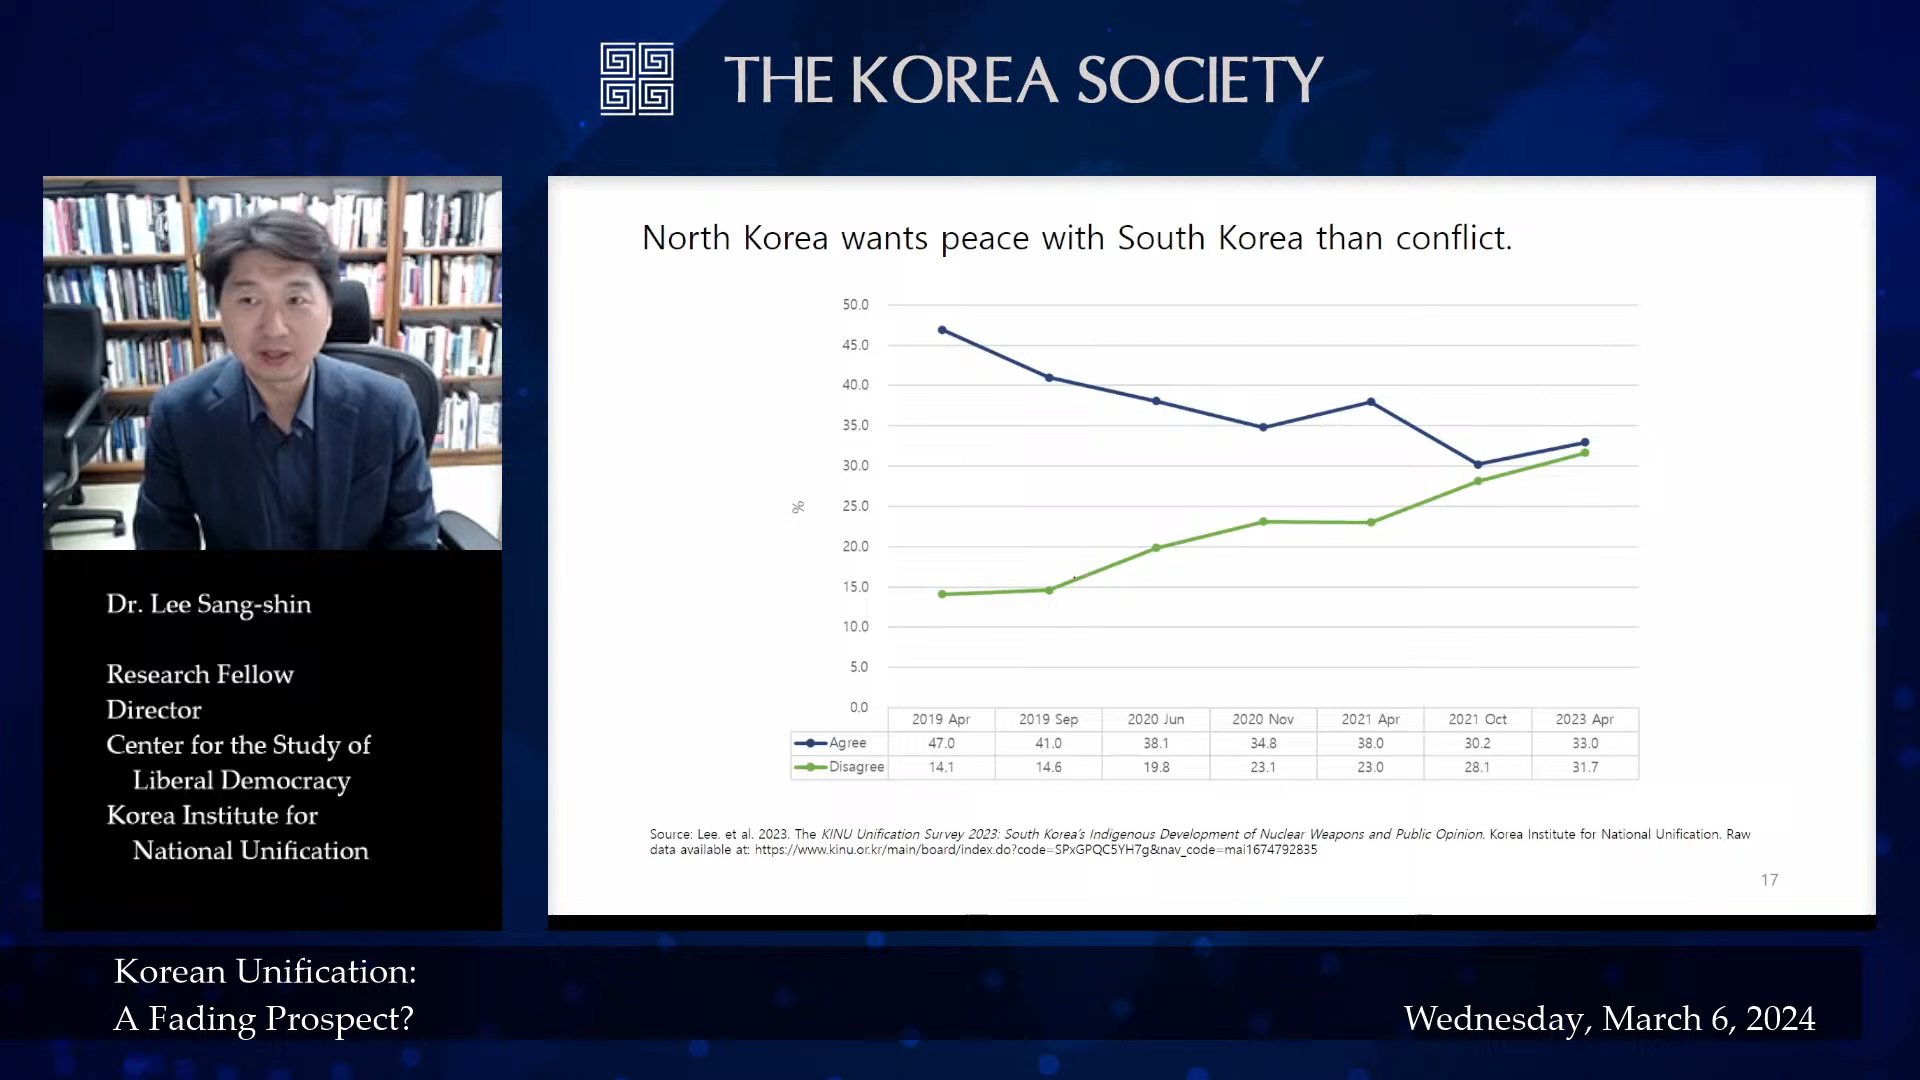 THE KOREA SOCIETY
Dr. Lee Sang-shin
Research Fellow
Director
Center for the Study of
Liberal Democracy
Korea Institute for
National Unification
North Korea wants peace with South Korea than conflict.
50.0
45.0
40.0
35.0
30.0
25.0
20.0
15.0
10.0
5.0
0.0
%
2019 Apr 2019 Sep 2020 Jun 2020 Nov 2021 Apr 2021 Oct 2023 Apr
Agree 47.0 41.0 38.1 34.8 38.0 30.2 33.0
Disagree 14.1 14.6 19.8 23.1 23.0 28.1 31.7
Source: Lee. et al. 2023. The KINU Unification Survey 2023: South Korea's Indigenous Development of Nuclear Weapons and Public Opinion. Korea Institute for National Unification. Raw
data available at: https://www.kinu.or.kr/main/board/index.do?code=SPxGPQC5YH7g&nav_code=mai1674792835
17
Korean Unification:
A Fading Prospect?
Wednesday, March 6, 2024